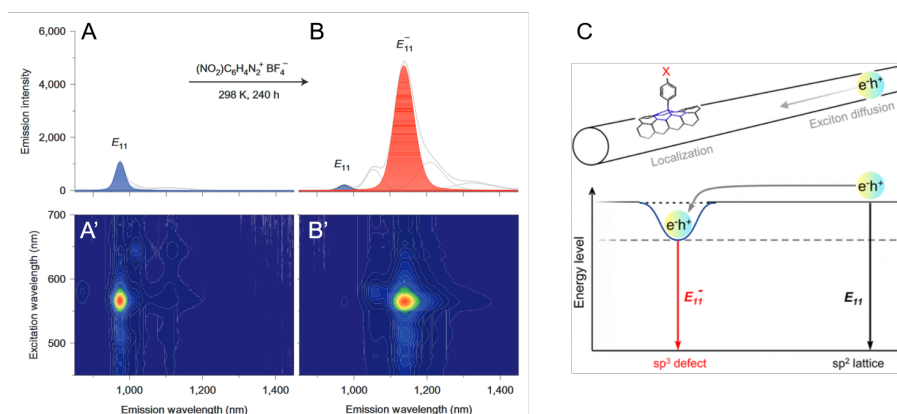 A
B
C
6,000
4,000
2,000
0
Emission intensity
E11
(NO2)C6H4N2+ BF4−
298 K, 240 h
E11
E11−
A'
B'
700
600
500
Excitation wavelength (nm)
1,000
1,200
1,400
1,000
1,200
1,400
Emission wavelength (nm)
Emission wavelength (nm)
X
e-h+
Exciton diffusion
Localization
e-h+
e-h+
Energy level
E11-
E11
sp3 defect
sp2 lattice